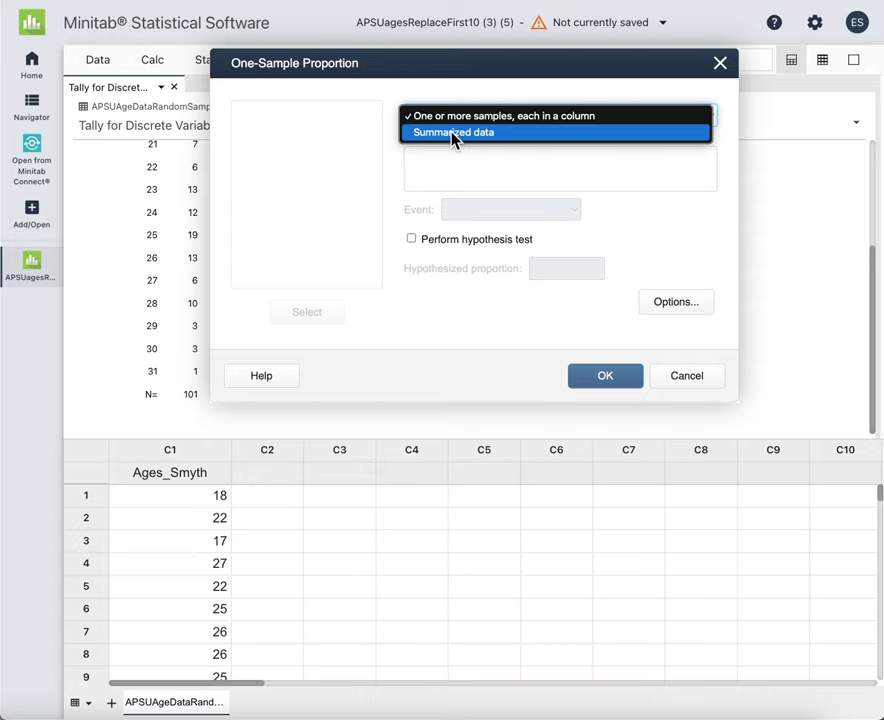 Minitab® Statistical Software
APSUagesReplaceFirst10 (3) (5) - Not currently saved
ES
Home
Navigator
Open from
Minitab
Connect®
Add/Open
APSUagesR...
Data Calc Sta
One-Sample Proportion
✓ One or more samples, each in a column
Summarized data
Event:
Perform hypothesis test
Hypothesized proportion:
Options...
Select
Help OK Cancel
Tally for Discret...
APSUAgeDataRandomSamp
Tally for Discrete Variab
21 7
22 6
23 13
24 12
25 19
26 13
27 6
28 10
29 3
30 3
31 1
N= 101
C1 C2 C3 C4 C5 C6 C7 C8 C9 C10
Ages_Smyth
1 18
2 22
3 17
4 27
5 22
6 25
7 26
8 26
9 25
+ APSUAgeDataRand...